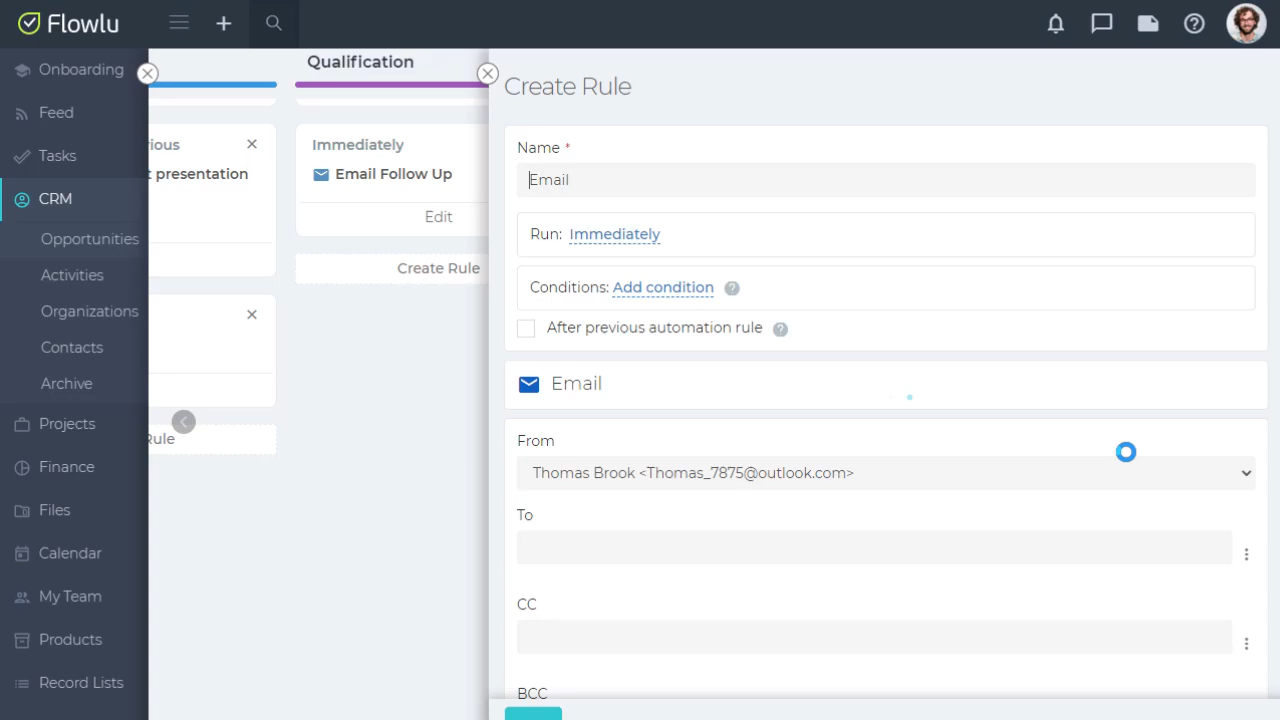 Flowlu
Onboarding
Feed
Tasks
CRM
Opportunities
Activities
Organizations
Contacts
Archive
Projects
Finance
Files
Calendar
My Team
Products
Record Lists
ious
t presentation
Rule
Qualification
Immediately
Email Follow Up
Edit
Create Rule
Create Rule
Name *
Email
Run: Immediately
Conditions: Add condition ?
After previous automation rule ?
Email
From
Thomas Brook <Thomas_7875@outlook.com>
To
CC
BCC